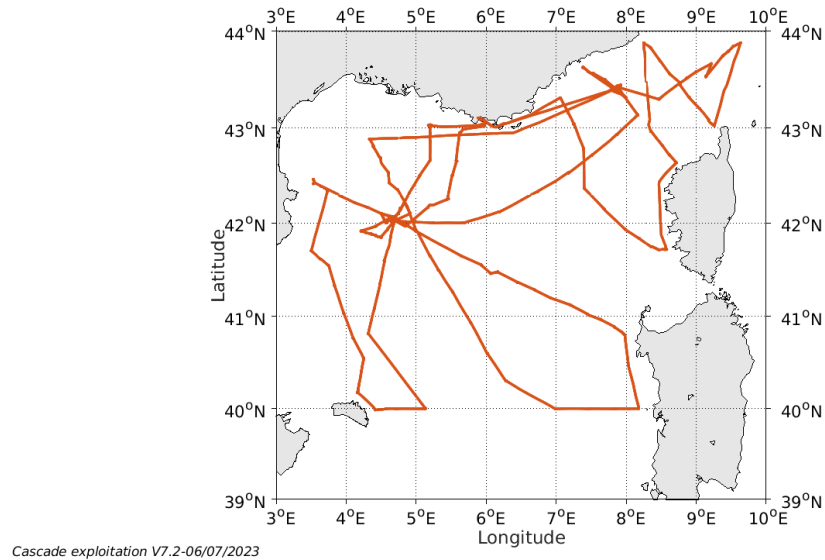 3°E 4°E 5°E 6°E 7°E 8°E 9°E 10°E
44°N 44°N
43°N 43°N
42°N 42°N
Latitude
41°N 41°N
40°N 40°N
39°N 39°N
3°E 4°E 5°E 6°E 7°E 8°E 9°E 10°E
Longitude
Cascade exploitation V7.2-06/07/2023